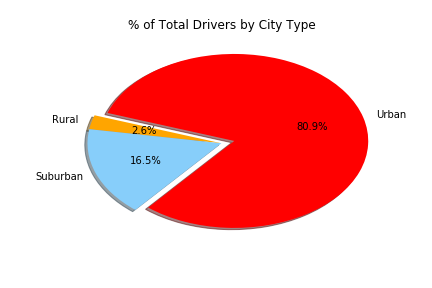 % of Total Drivers by City Type
Urban
80.9%
Rural
2.6%
16.5%
Suburban